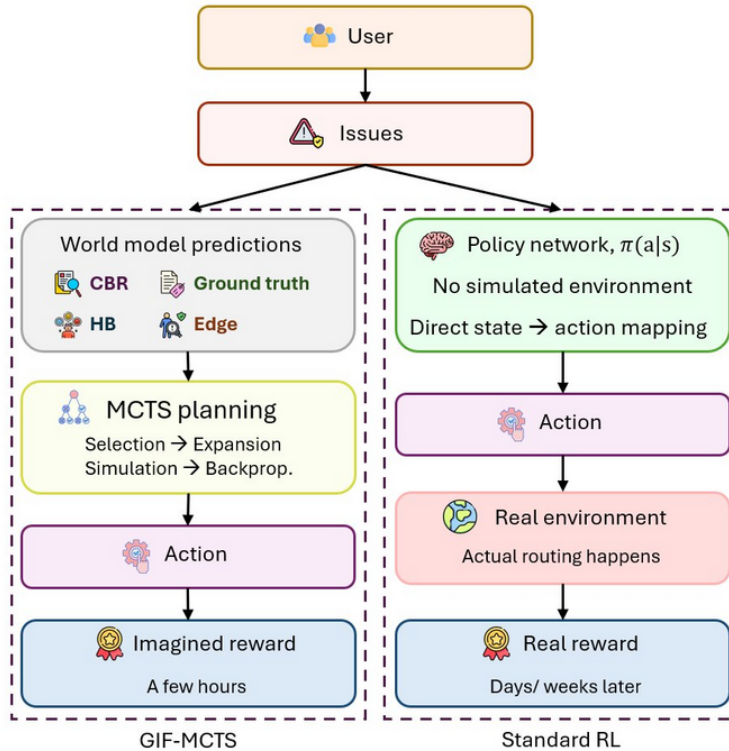 User
Issues
World model predictions
CBR
Ground truth
HB
Edge
MCTS planning
Selection → Expansion
Simulation → Backprop.
Action
Imagined reward
A few hours
GIF-MCTS
Policy network, π(a|s)
No simulated environment
Direct state → action mapping
Action
Real environment
Actual routing happens
Real reward
Days/ weeks later
Standard RL